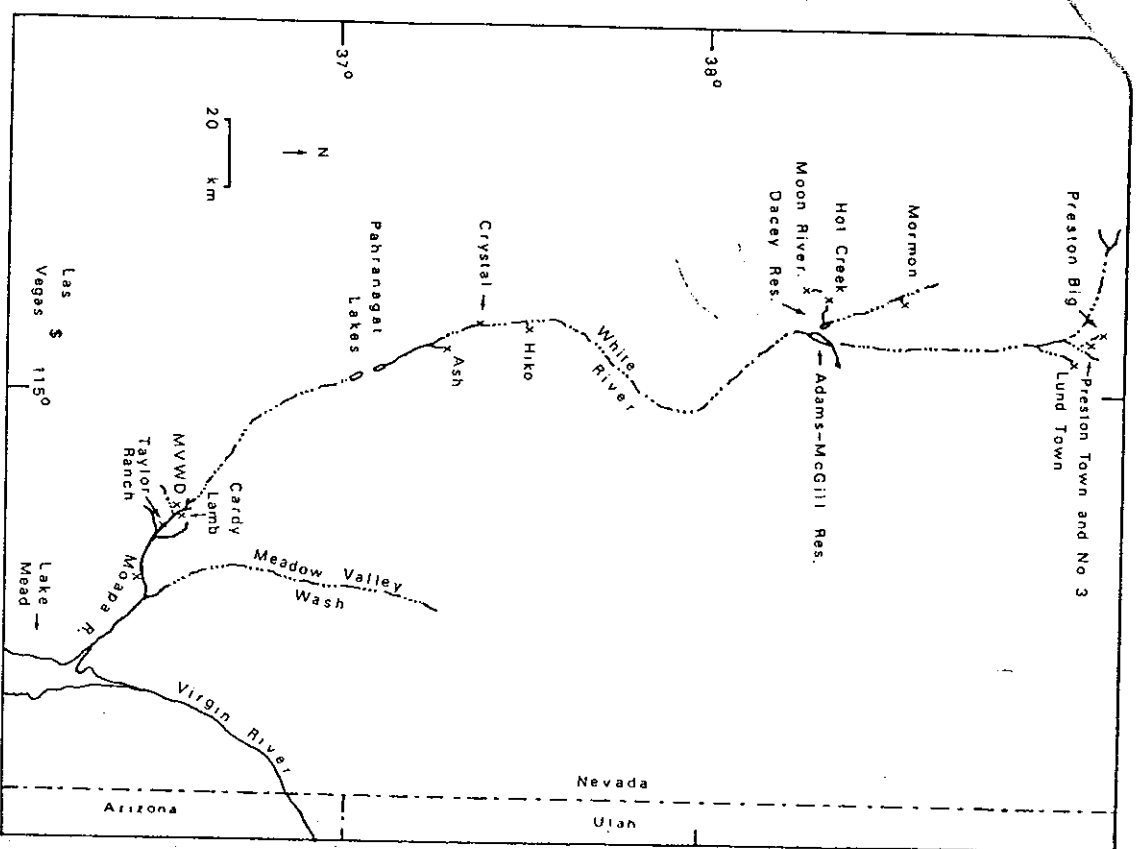 Preston Big
Preston Town and No 3
Lund Town
Mormon
Hot Creek
Moon River.
Dacey Res.
Adams-McGill Res.
38°
White
River
Hiko
Crystal
Ash
Pahranagat
Lakes
37°
N
20
km
Las
Vegas
$
115°
Cardy
Lamb
MVWD
Taylor
Ranch
Moapa R.
Meadow Valley
Wash
Lake
Mead
Virgin
River
Nevada
Utah
Arizona